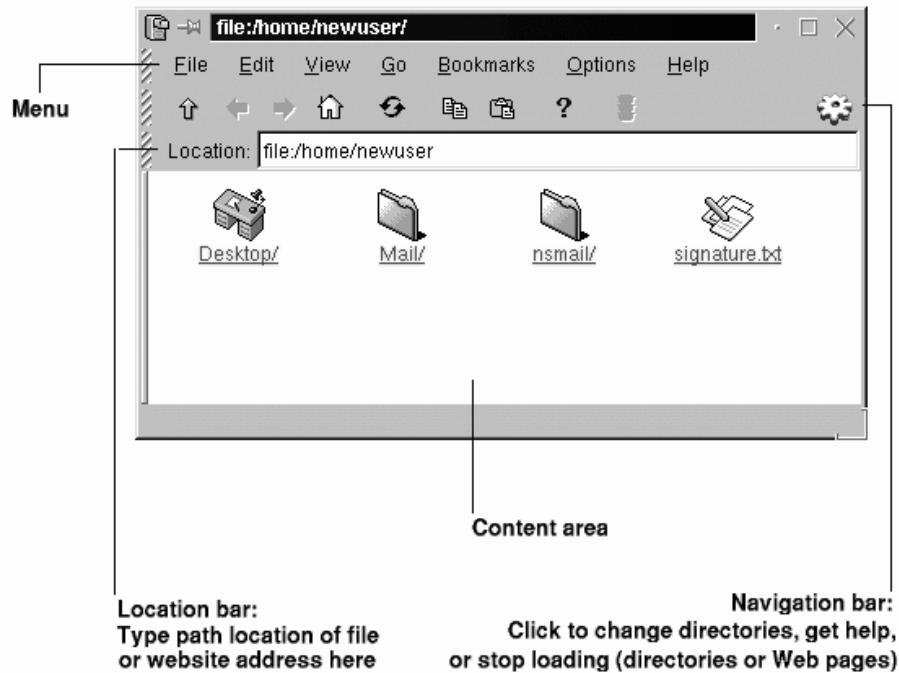 file:/home/newuser/
File Edit View Go Bookmarks Options Help
Menu
?
Location: file:/home/newuser
Desktop/ Mail/ nsmail/ signature.txt
Content area
Location bar:
Type path location of file
or website address here
Navigation bar:
Click to change directories, get help,
or stop loading (directories or Web pages)